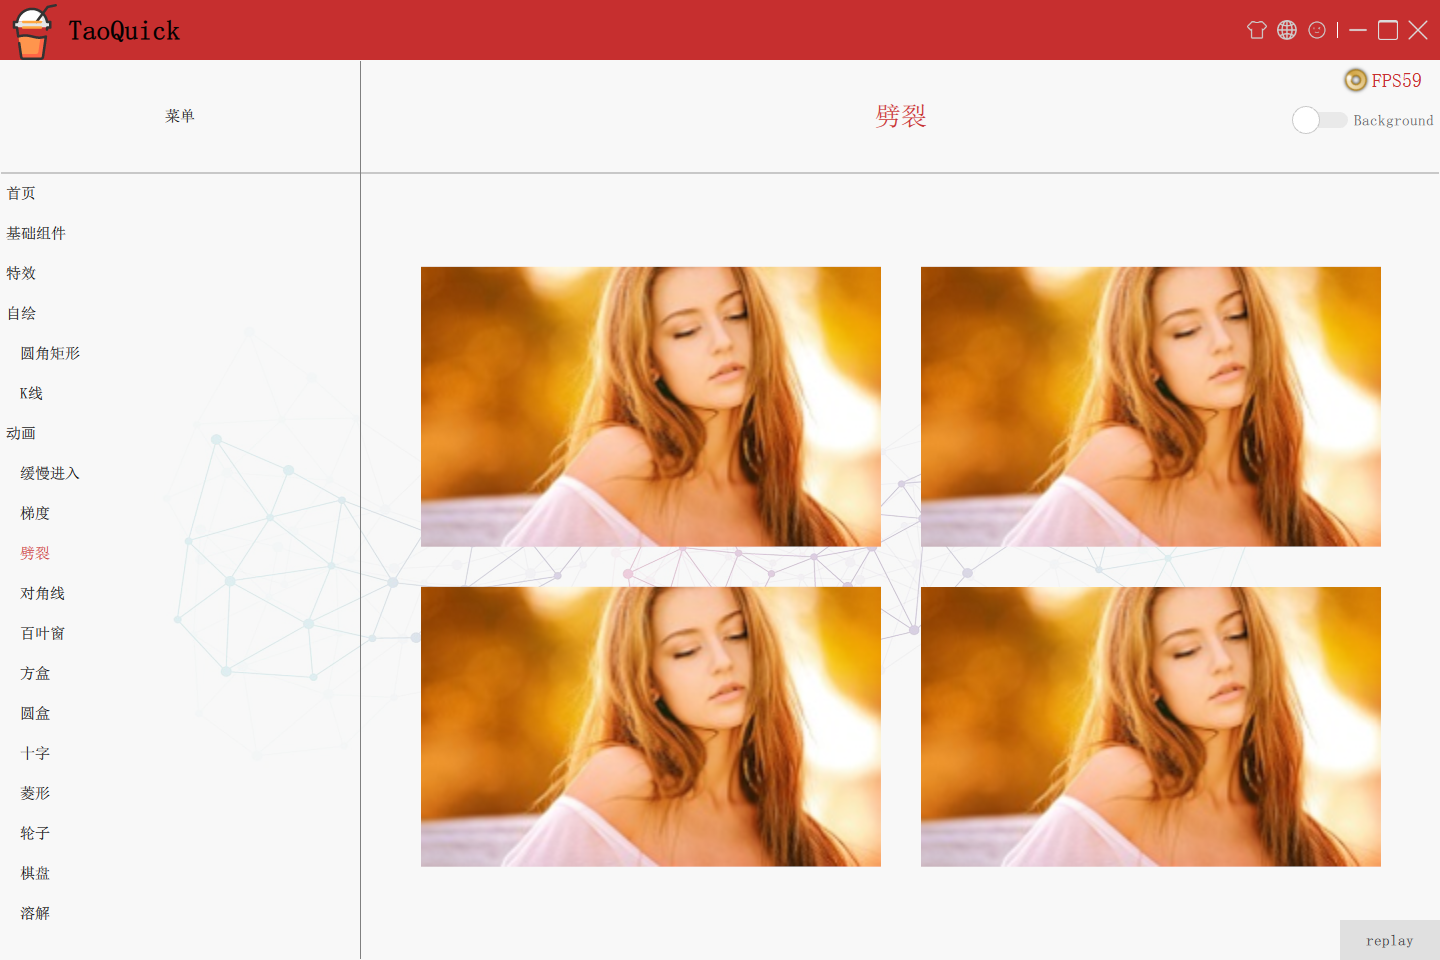 TaoQuick
FPS59
菜单
劈裂
Background
首页
基础组件
特效
自绘
圆角矩形
K线
动画
缓慢进入
梯度
劈裂
对角线
百叶窗
方盒
圆盒
十字
菱形
轮子
棋盘
溶解
replay